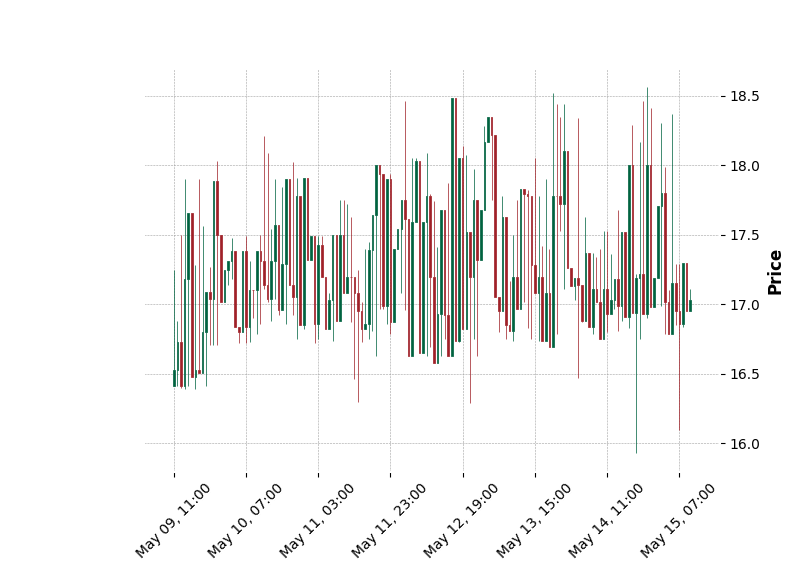 18.5
18.0
17.5
17.0
16.5
16.0
Price
May 09, 11:00
May 10, 07:00
May 11, 03:00
May 11, 23:00
May 12, 19:00
May 13, 15:00
May 14, 11:00
May 15, 07:00